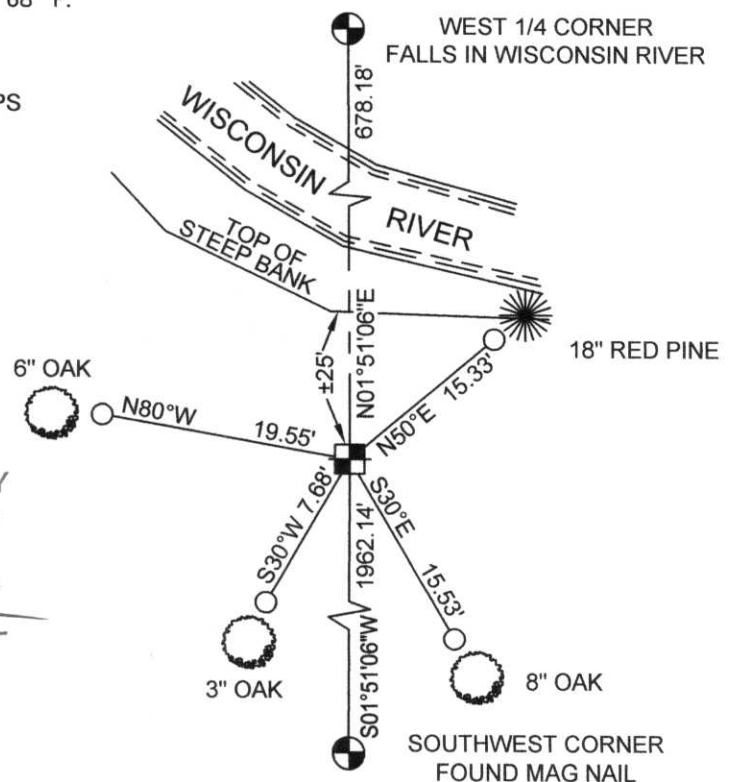 68° F.
WEST 1/4 CORNER
FALLS IN WISCONSIN RIVER
678.18'
PS
WISCONSIN
RIVER
TOP OF
STEEP BANK
N01°51'06"E
±25'
18" RED PINE
6" OAK
N80°W 19.55'
N50°E 15.33'
S30°W 7.68'
S30°E 15.53'
1962.14'
S01°51'06"W
3" OAK
8" OAK
SOUTHWEST CORNER
FOUND MAG NAIL